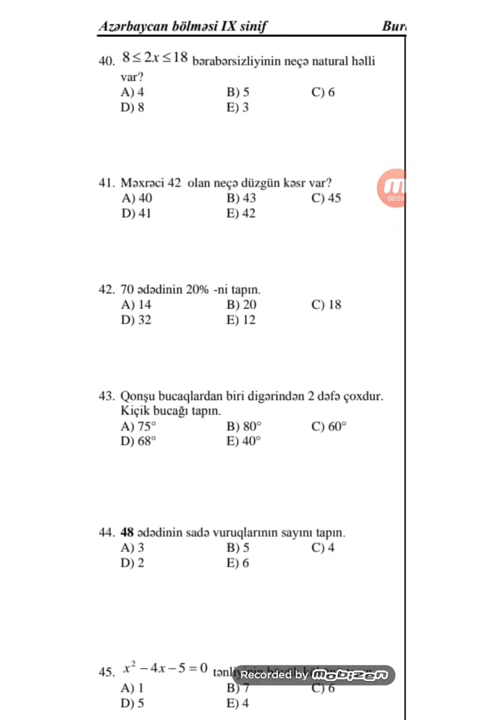 Azərbaycan bölməsi IX sinif
40. 8 ≤ 2x ≤ 18 bərabərsizliyinin neçə natural həlli
var?
A) 4 B) 5 C) 6
D) 8 E) 3
41. Məxrəci 42 olan neçə düzgün kəsr var?
A) 40 B) 43 C) 45
D) 41 E) 42
42. 70 ədədinin 20% -ni tapın.
A) 14 B) 20 C) 18
D) 32 E) 12
43. Qonşu bucaqlardan biri digərindən 2 dəfə çoxdur.
Kiçik bucağı tapın.
A) 75° B) 80° C) 60°
D) 68° E) 40°
44. 48 ədədinin sadə vuruqlarının sayını tapın.
A) 3 B) 5 C) 4
D) 2 E) 6
45. x² − 4x − 5 = 0
Recorded by mobizen
A) 1 B) 7 C) 6
D) 5 E) 4